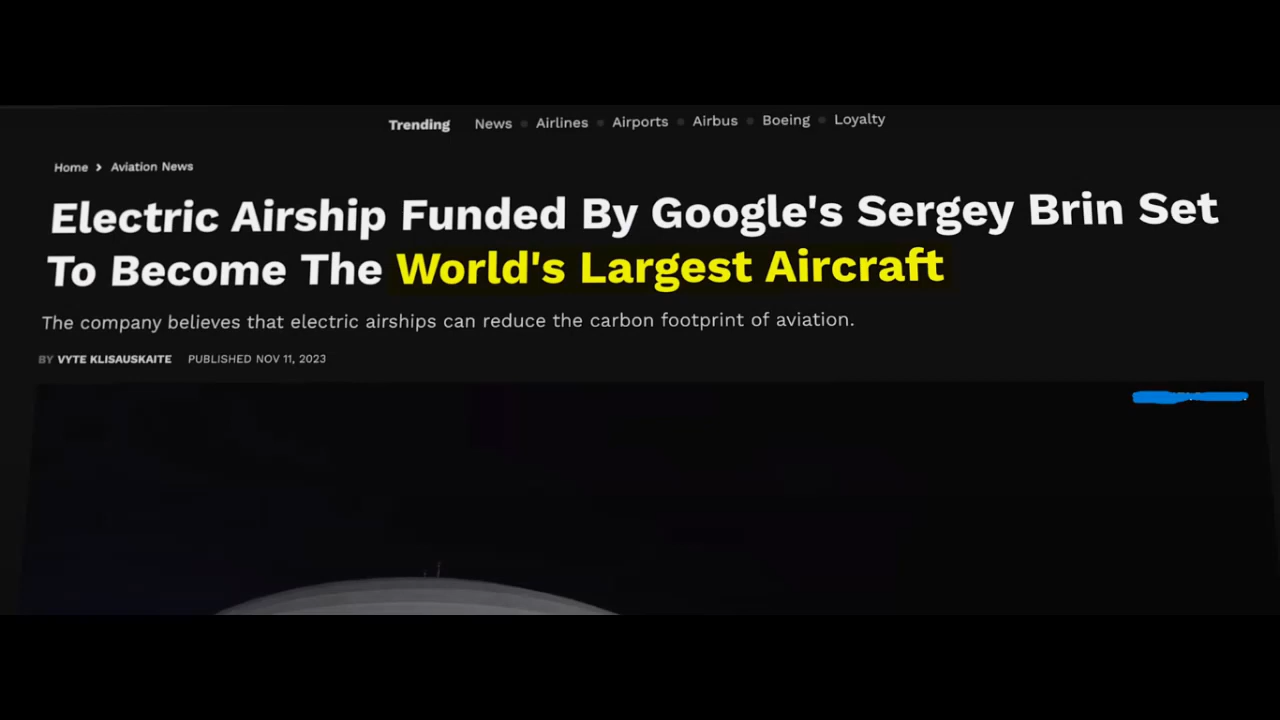 Trending News Airlines Airports Airbus Boeing Loyalty
Home > Aviation News
Electric Airship Funded By Google's Sergey Brin Set
To Become The World's Largest Aircraft
The company believes that electric airships can reduce the carbon footprint of aviation.
BY VYTE KLISAUSKAITE PUBLISHED NOV 11, 2023